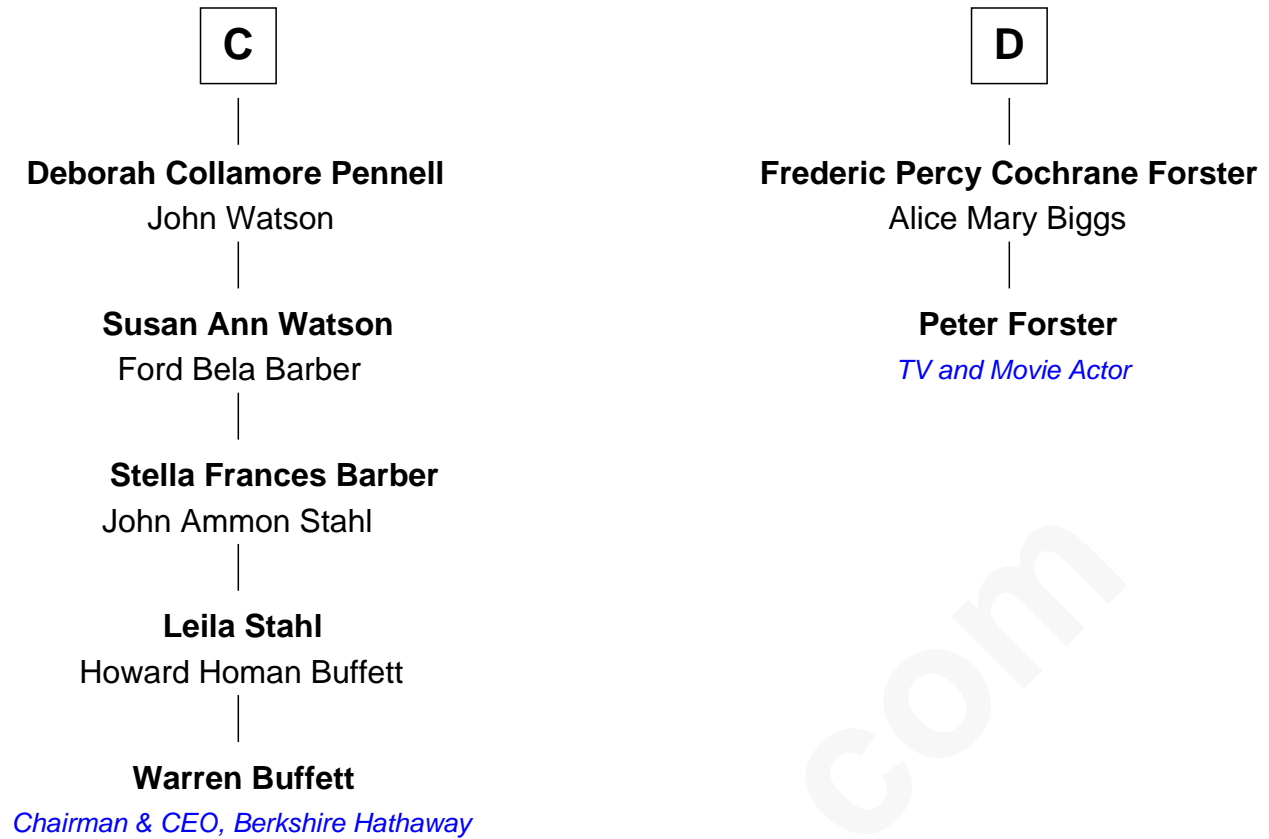 C
Deborah Collamore Pennell
John Watson
Susan Ann Watson
Ford Bela Barber
Stella Frances Barber
John Ammon Stahl
Leila Stahl
Howard Homan Buffett
Warren Buffett
Chairman & CEO, Berkshire Hathaway
D
Frederic Percy Cochrane Forster
Alice Mary Biggs
Peter Forster
TV and Movie Actor
com